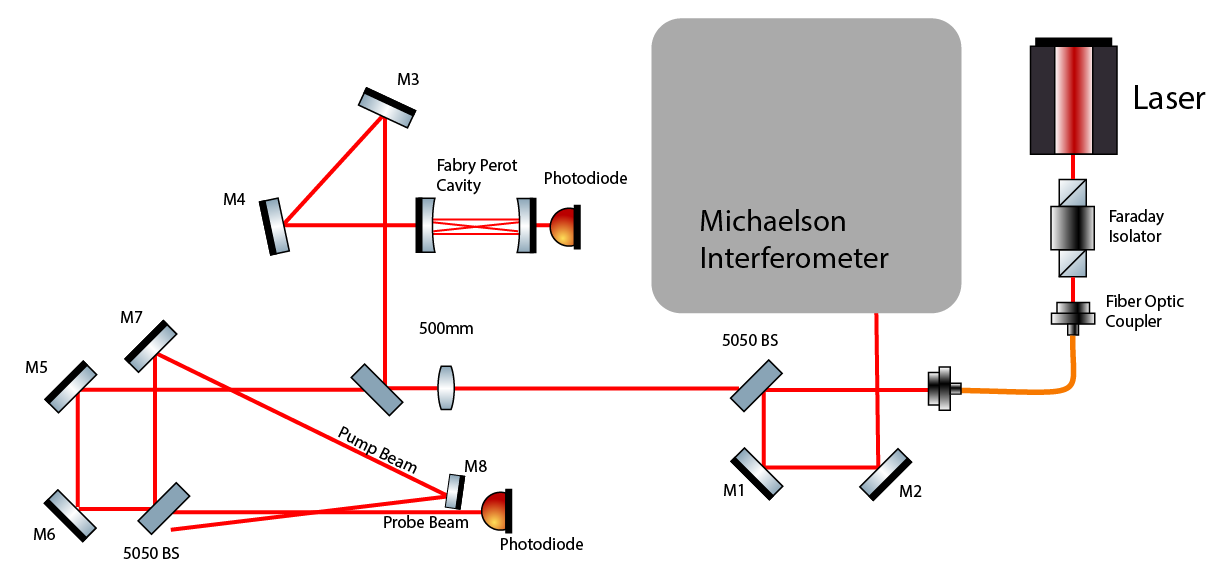 M3
Laser
Fabry Perot
Cavity
Photodiode
M4
Michaelson
Interferometer
Faraday
Isolator
Fiber Optic
Coupler
M7
500mm
5050 BS
M5
Pump Beam
M8
M1
M2
Probe Beam
M6
Photodiode
5050 BS